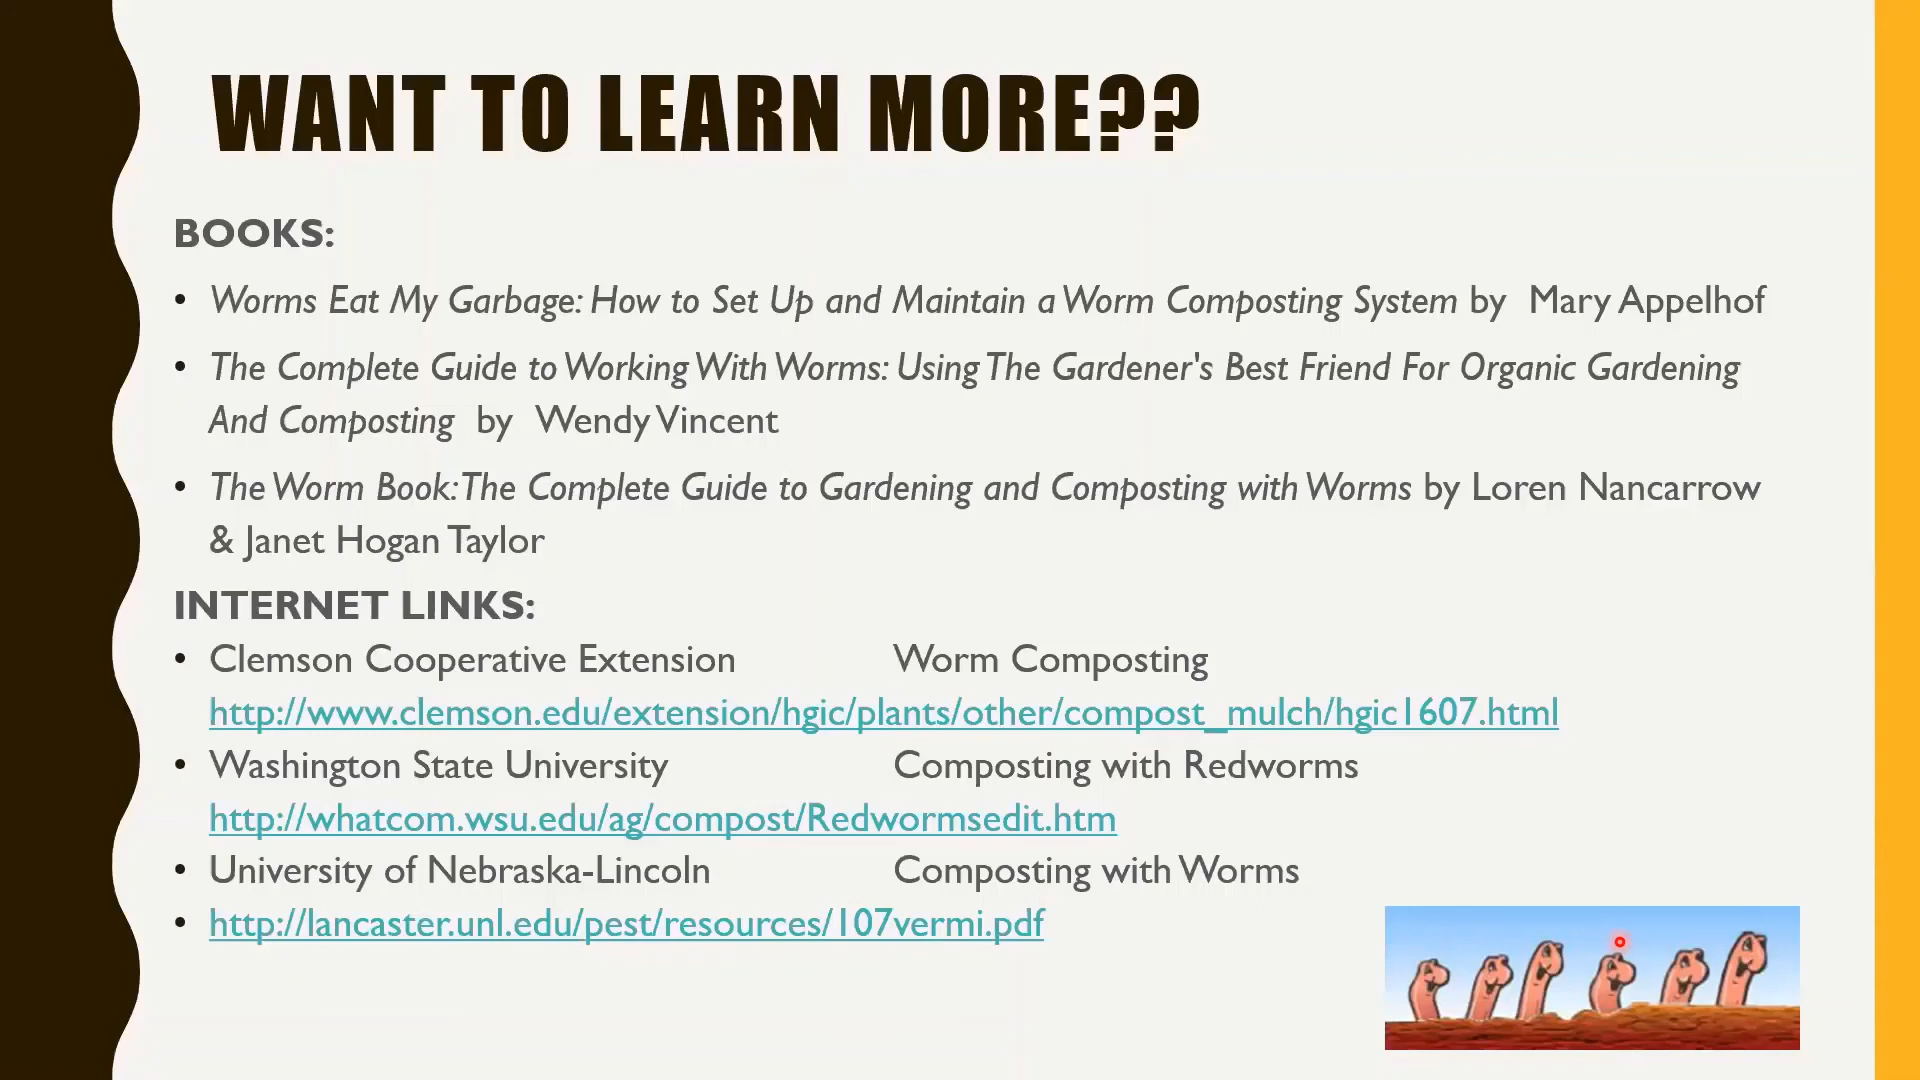 WANT TO LEARN MORE??
BOOKS:
• Worms Eat My Garbage: How to Set Up and Maintain a Worm Composting System by Mary Appelhof
• The Complete Guide to Working With Worms: Using The Gardener's Best Friend For Organic Gardening
And Composting by Wendy Vincent
• The Worm Book: The Complete Guide to Gardening and Composting with Worms by Loren Nancarrow
& Janet Hogan Taylor
INTERNET LINKS:
• Clemson Cooperative Extension Worm Composting
http://www.clemson.edu/extension/hgic/plants/other/compost_mulch/hgic1607.html
• Washington State University Composting with Redworms
http://whatcom.wsu.edu/ag/compost/Redwormsedit.htm
• University of Nebraska-Lincoln Composting with Worms
• http://lancaster.unl.edu/pest/resources/107vermi.pdf